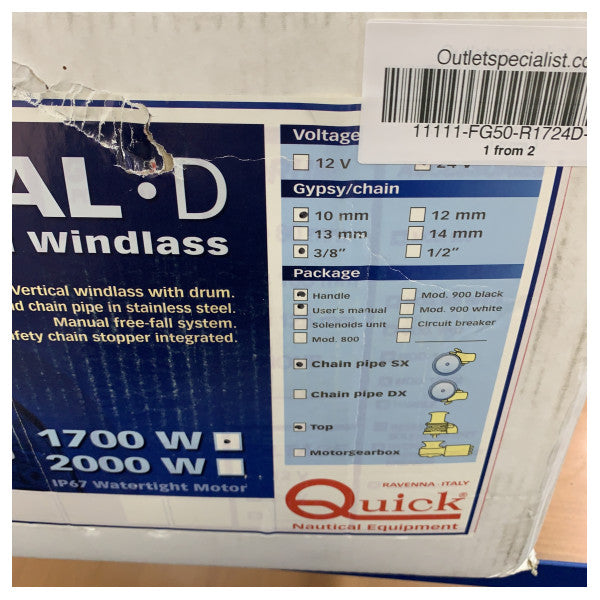 Outletspecialist.co
11111-FG50-R1724D-
1 from 2
AL · D
Windlass
Vertical windlass with drum.
nd chain pipe in stainless steel.
Manual free-fall system.
afety chain stopper integrated.
1700 W
2000 W
IP67 Watertight Motor
Voltage
12 V
24 V
Gypsy/chain
10 mm 12 mm
13 mm 14 mm
3/8" 1/2"
Package
Handle Mod. 900 black
User's manual Mod. 900 white
Solenoids unit Circuit breaker
Mod. 800
Chain pipe SX
Chain pipe DX
Top
Motorgearbox
RAVENNA - ITALY
Quick®
Nautical Equipment